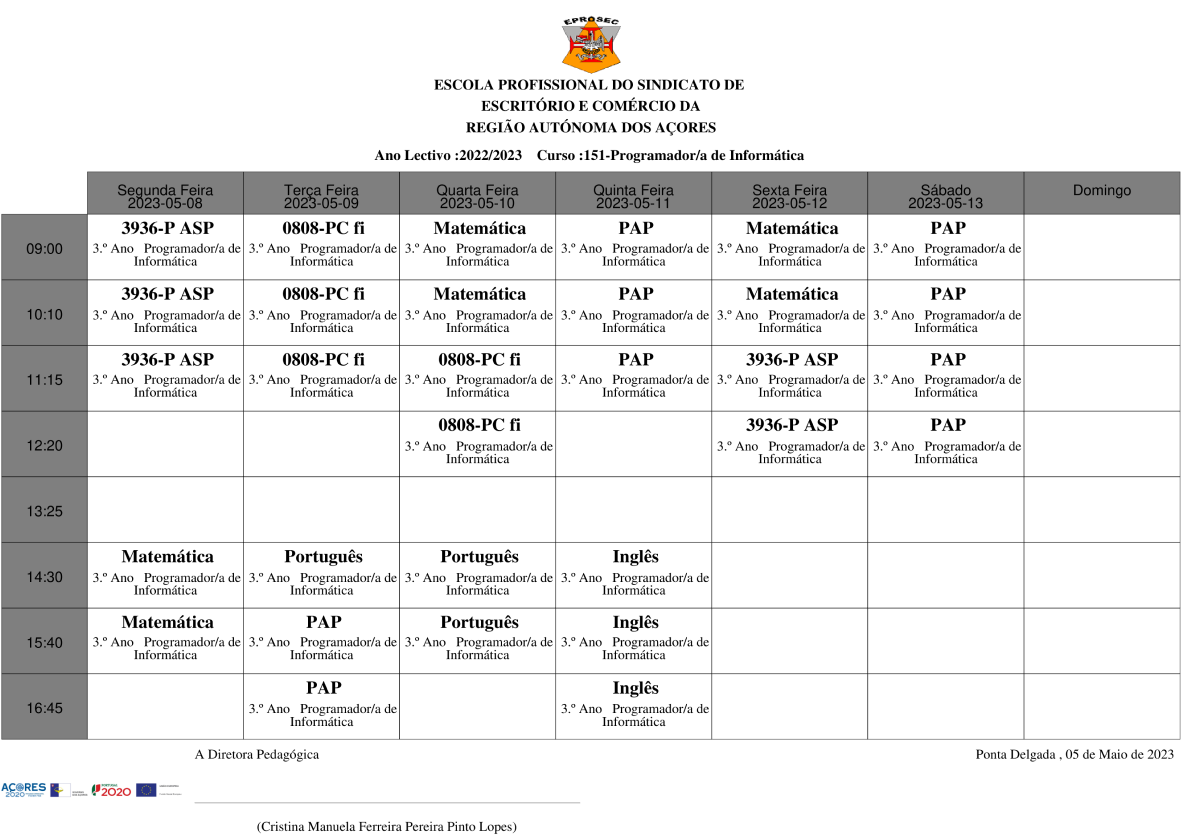 EPROSEC
ESCOLA PROFISSIONAL DO SINDICATO DE
ESCRITÓRIO E COMÉRCIO DA
REGIÃO AUTÓNOMA DOS AÇORES
Ano Lectivo :2022/2023 Curso :151-Programador/a de Informática
Segunda Feira Terça Feira Quarta Feira Quinta Feira Sexta Feira Sábado Domingo
2023-05-08 2023-05-09 2023-05-10 2023-05-11 2023-05-12 2023-05-13
3936-P ASP 0808-PC fi Matemática PAP Matemática PAP
09:00 3.º Ano Programador/a de 3.º Ano Programador/a de 3.º Ano Programador/a de 3.º Ano Programador/a de 3.º Ano Programador/a de 3.º Ano Programador/a de
Informática Informática Informática Informática Informática Informática
3936-P ASP 0808-PC fi Matemática PAP Matemática PAP
10:10 3.º Ano Programador/a de 3.º Ano Programador/a de 3.º Ano Programador/a de 3.º Ano Programador/a de 3.º Ano Programador/a de 3.º Ano Programador/a de
Informática Informática Informática Informática Informática Informática
3936-P ASP 0808-PC fi 0808-PC fi PAP 3936-P ASP PAP
11:15 3.º Ano Programador/a de 3.º Ano Programador/a de 3.º Ano Programador/a de 3.º Ano Programador/a de 3.º Ano Programador/a de 3.º Ano Programador/a de
Informática Informática Informática Informática Informática Informática
0808-PC fi 3936-P ASP PAP
12:20 3.º Ano Programador/a de 3.º Ano Programador/a de 3.º Ano Programador/a de
Informática Informática Informática
13:25
Matemática Português Português Inglês
14:30 3.º Ano Programador/a de 3.º Ano Programador/a de 3.º Ano Programador/a de 3.º Ano Programador/a de
Informática Informática Informática Informática
Matemática PAP Português Inglês
15:40 3.º Ano Programador/a de 3.º Ano Programador/a de 3.º Ano Programador/a de 3.º Ano Programador/a de
Informática Informática Informática Informática
PAP Inglês
16:45 3.º Ano Programador/a de 3.º Ano Programador/a de
Informática Informática
A Diretora Pedagógica Ponta Delgada , 05 de Maio de 2023
AÇORES
2020
PORTUGAL
2020
(Cristina Manuela Ferreira Pereira Pinto Lopes)